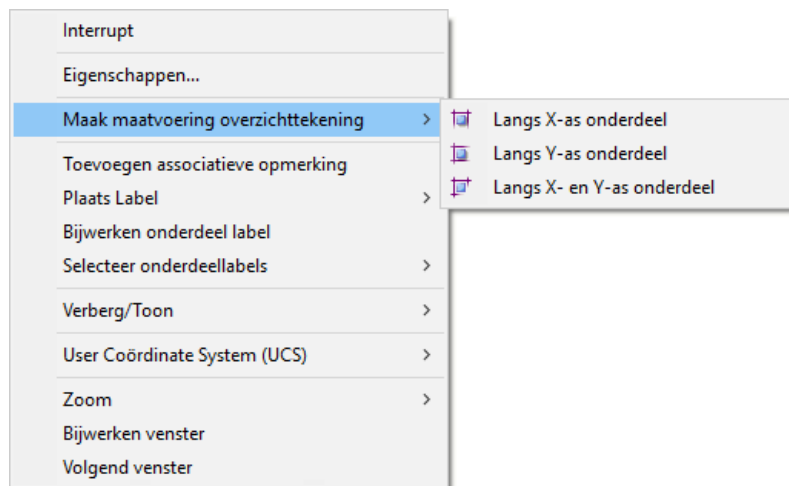 Interrupt
Eigenschappen...
Maak maatvoering overzichttekening
Langs X-as onderdeel
Langs Y-as onderdeel
Langs X- en Y-as onderdeel
Toevoegen associatieve opmerking
Plaats Label
Bijwerken onderdeel label
Selecteer onderdeellabels
Verberg/Toon
User Coördinate System (UCS)
Zoom
Bijwerken venster
Volgend venster